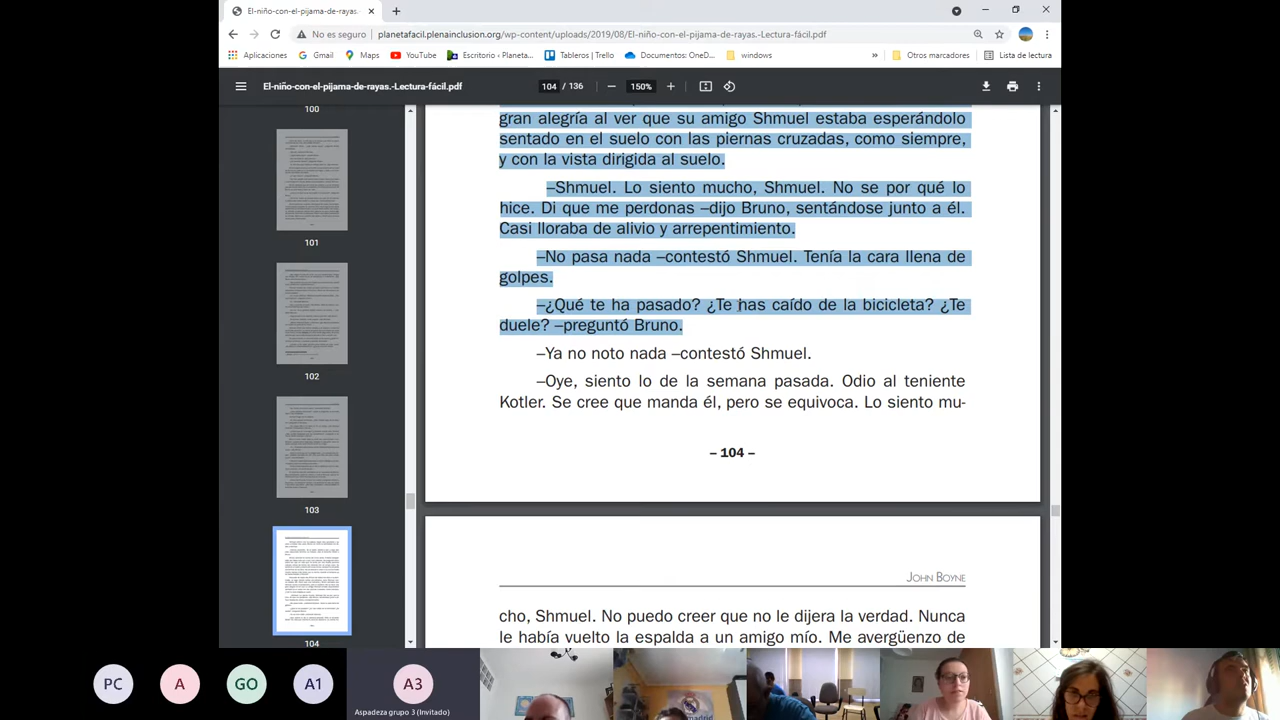 El-niño-con-el-pijama-de-rayas.-L
No es seguro
planetafacil.plenainclusion.org/wp-content/uploads/2019/08/El-niño-con-el-pijama-de-rayas.-Lectura-fácil.pdf
Aplicaciones
Gmail
Maps
YouTube
Escritorio ‹ Planeta...
Tableros | Trello
Documentos: OneD...
windows
»
Otros marcadores
Lista de lectura
El-niño-con-el-pijama-de-rayas.-Lectura-fácil.pdf
104 / 136
150%
100
101
102
103
104
gran alegría al ver que su amigo Shmuel estaba esperándolo
sentado en el suelo con las piernas cruzadas, como siempre,
y con la vista dirigida al suelo.
–Shmuel. Lo siento mucho, Shmuel. No se por qué lo
hice. Di que me perdonas –dijo Bruno, sentándose junto a él.
Casi lloraba de alivio y arrepentimiento.
–No pasa nada –contestó Shmuel. Tenía la cara llena de
golpes.
–¿Qué te ha pasado? ¿Te has caído de la bicicleta? ¿Te
duele? –preguntó Bruno.
–Ya no noto nada –contestó Shmuel.
–Oye, siento lo de la semana pasada. Odio al teniente
Kotler. Se cree que manda él, pero se equivoca. Lo siento mu-
– 104 –
John Boyne
cho, Shmuel. No puedo creer que no le dijera la verdad. Nunca
le había vuelto la espalda a un amigo mío. Me avergüenzo de
PC
A
GO
A1
A3
Aspadeza grupo 3 (Invitado)
madrid